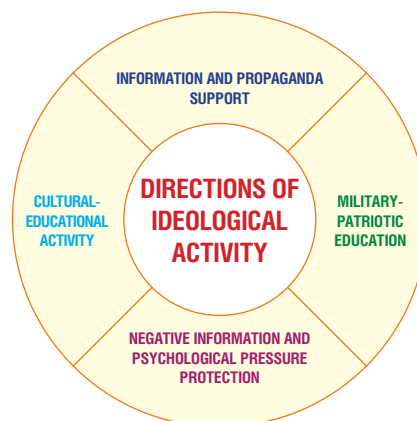 INFORMATION AND PROPAGANDA
SUPPORT
CULTURAL-
EDUCATIONAL
ACTIVITY
DIRECTIONS OF
IDEOLOGICAL
ACTIVITY
MILITARY-
PATRIOTIC
EDUCATION
NEGATIVE INFORMATION AND
PSYCHOLOGICAL PRESSURE
PROTECTION